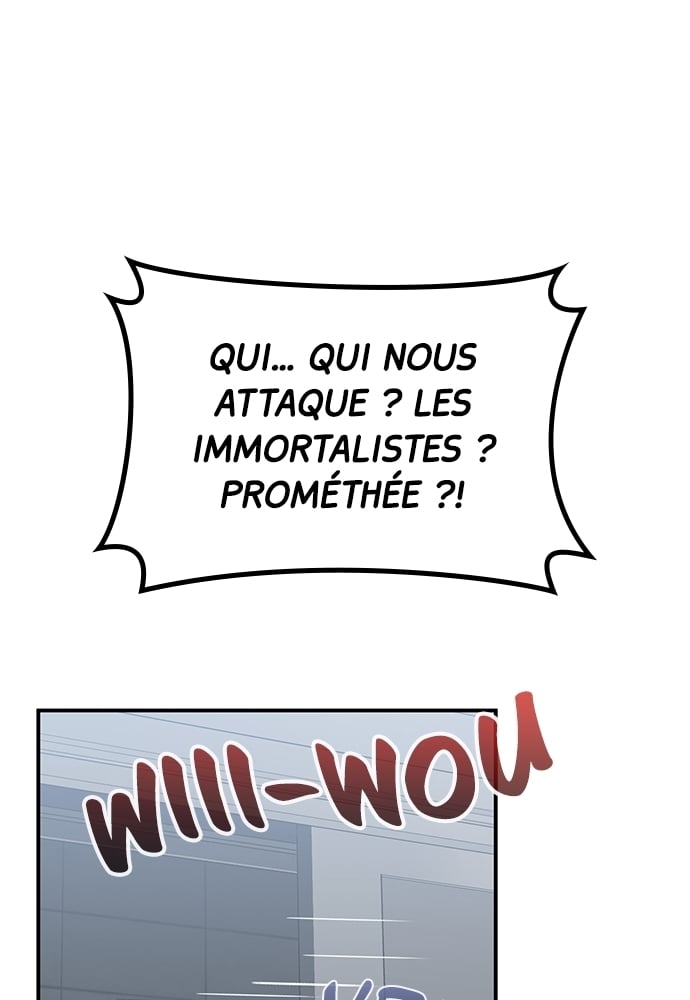 QUI... QUI NOUS
ATTAQUE ? LES
IMMORTALISTES ?
PROMÉTHÉE ?!
WIII-WOU